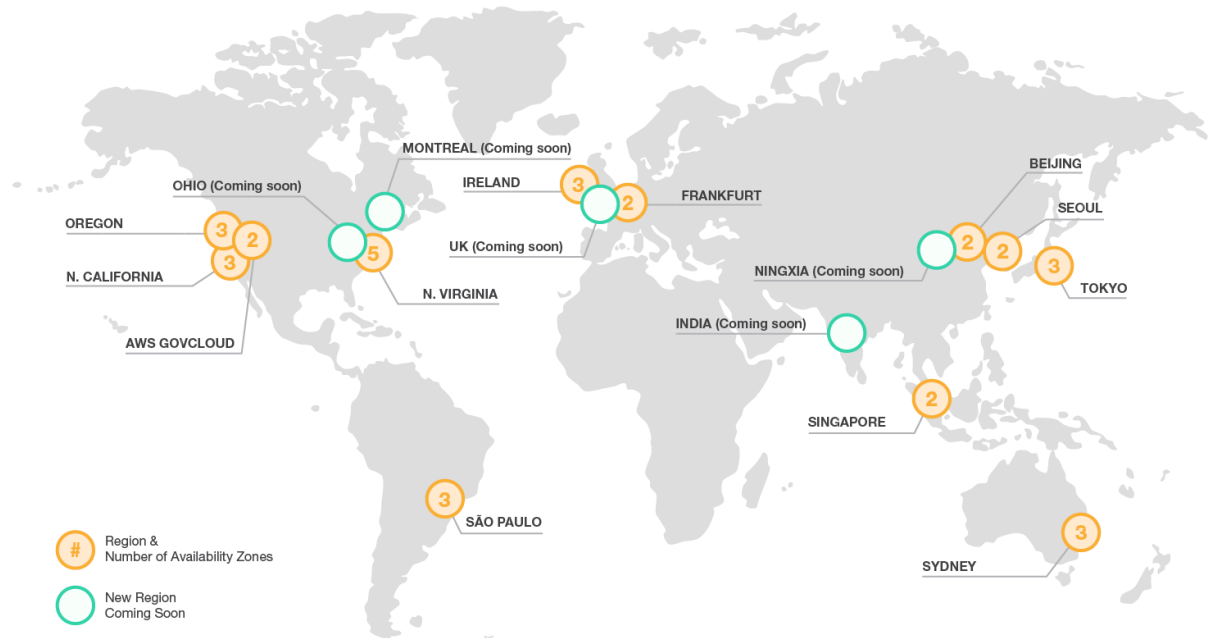 MONTREAL (Coming soon)
BEIJING
OHIO (Coming soon)
IRELAND
3
2
FRANKFURT
SEOUL
OREGON
3
2
UK (Coming soon)
2
2
N. CALIFORNIA
3
5
NINGXIA (Coming soon)
3
TOKYO
N. VIRGINIA
AWS GOVCLOUD
INDIA (Coming soon)
2
SINGAPORE
3
SÃO PAULO
3
SYDNEY
#
Region &
Number of Availability Zones
New Region
Coming Soon